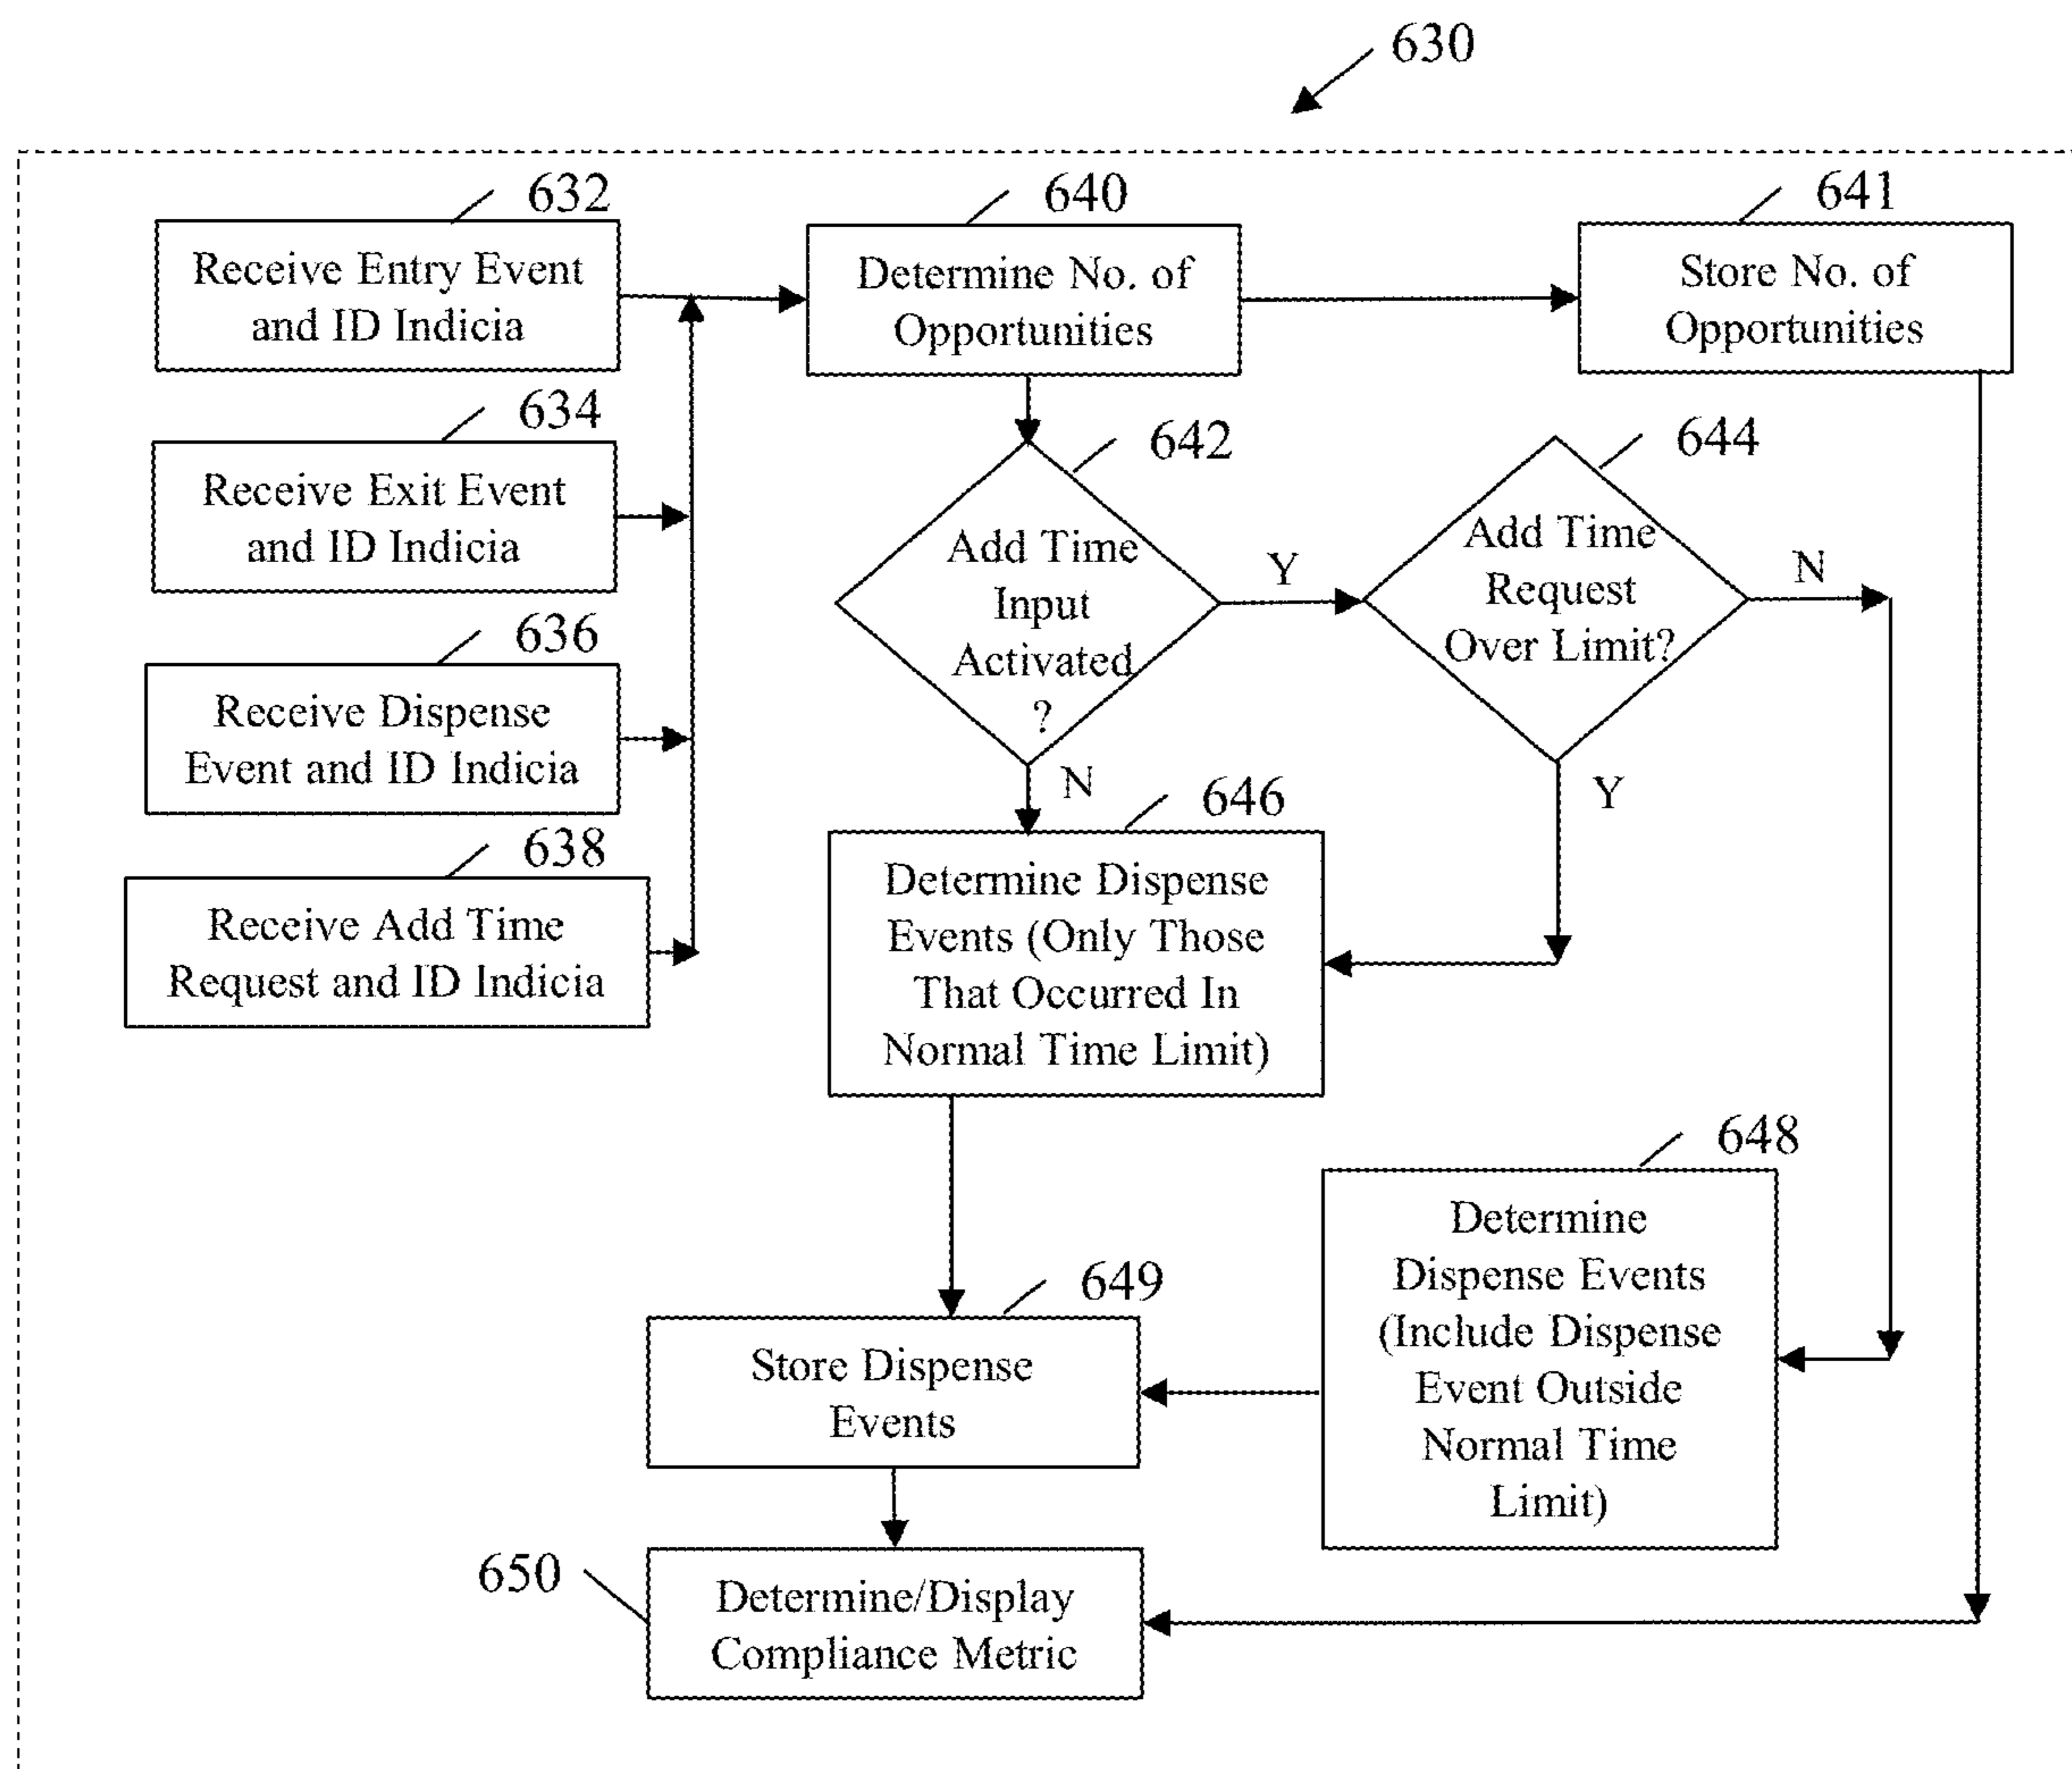 630
632
Receive Entry Event
and ID Indicia
640
Determine No. of
Opportunities
641
Store No. of
Opportunities
634
Receive Exit Event
and ID Indicia
642
Add Time
Input
Activated
?
Y
N
644
Add Time
Request
Over Limit?
N
Y
636
Receive Dispense
Event and ID Indicia
638
Receive Add Time
Request and ID Indicia
646
Determine Dispense
Events (Only Those
That Occurred In
Normal Time Limit)
648
Determine
Dispense Events
(Include Dispense
Event Outside
Normal Time
Limit)
649
Store Dispense
Events
650
Determine/Display
Compliance Metric